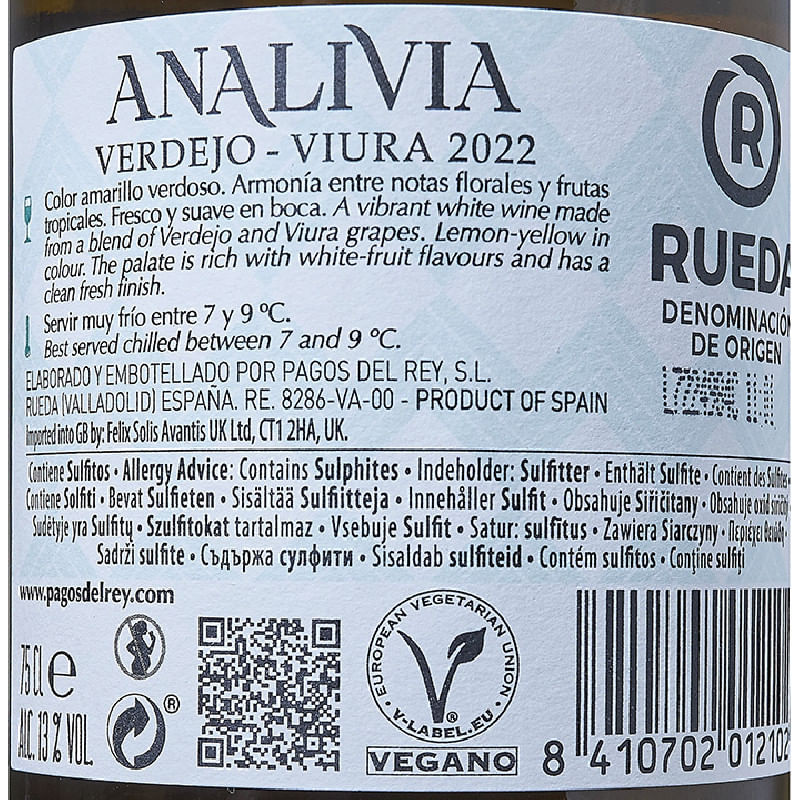 ANALIVIA
VERDEJO - VIURA 2022
Color amarillo verdoso. Armonía entre notas florales y frutas
tropicales. Fresco y suave en boca. A vibrant white wine made
from a blend of Verdejo and Viura grapes. Lemon-yellow in
colour. The palate is rich with white-fruit flavours and has a
clean fresh finish.
Servir muy frío entre 7 y 9 ºC.
Best served chilled between 7 and 9 ºC.
ELABORADO Y EMBOTELLADO POR PAGOS DEL REY, S.L.
RUEDA (VALLADOLID) ESPAÑA. RE. 8286-VA-00 - PRODUCT OF SPAIN
Imported into GB by: Felix Solis Avantis UK Ltd, CT1 2HA, UK.
R
RUEDA
DENOMINACIÓN
DE ORIGEN
Contiene Sulfitos • Allergy Advice: Contains Sulphites • Indeholder: Sulfitter • Enthält Sulfite • Contient des Sulfites
Contiene Solfiti • Bevat Sulfieten • Sisältää Sulfiitteja • Innehåller Sulfit • Obsahuje Siřičitany • Obsahuje oxid siričitý
Sudėtyje yra Sulfitų • Szulfitokat tartalmaz • Vsebuje Sulfit • Satur: sulfītus • Zawiera Siarczyny • Περιέχει
Sadrži sulfite • Съдържа сулфити • Sisaldab sulfiteid • Contém sulfitos • Conţine sulfiţi
www.pagosdelrey.com
75 Cl e
ALC. 13 % VOL.
®
EUROPEAN VEGETARIAN UNION
V
®
• V-LABEL.EU •
VEGANO
8 410702 012102